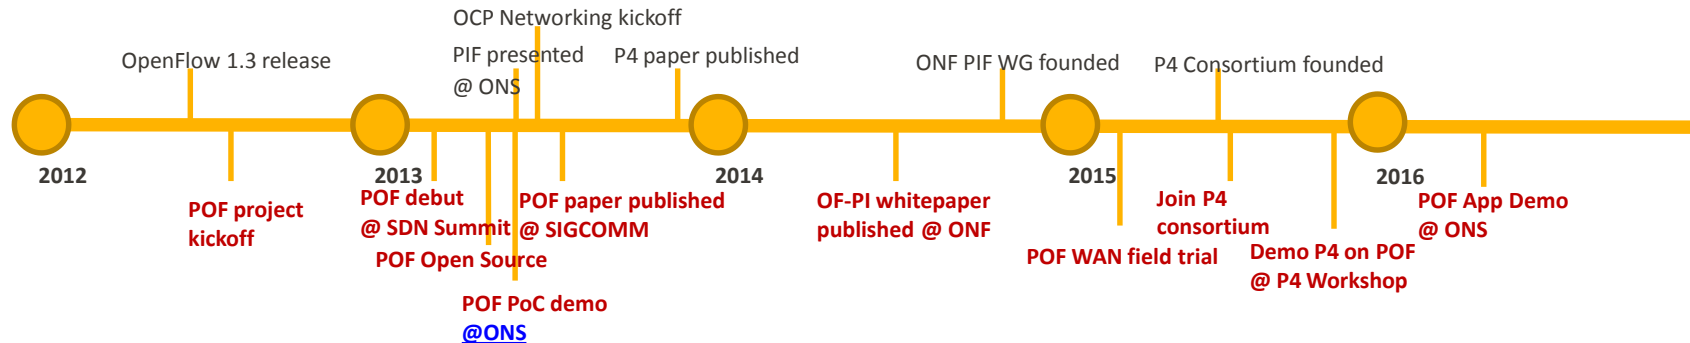 OCP Networking kickoff
OpenFlow 1.3 release
PIF presented
@ ONS
P4 paper published
ONF PIF WG founded
P4 Consortium founded
2012
2013
2014
2015
2016
POF project
kickoff
POF debut
@ SDN Summit
POF Open Source
POF PoC demo
@ONS
POF paper published
@ SIGCOMM
OF-PI whitepaper
published @ ONF
POF WAN field trial
Join P4
consortium
Demo P4 on POF
@ P4 Workshop
POF App Demo
@ ONS